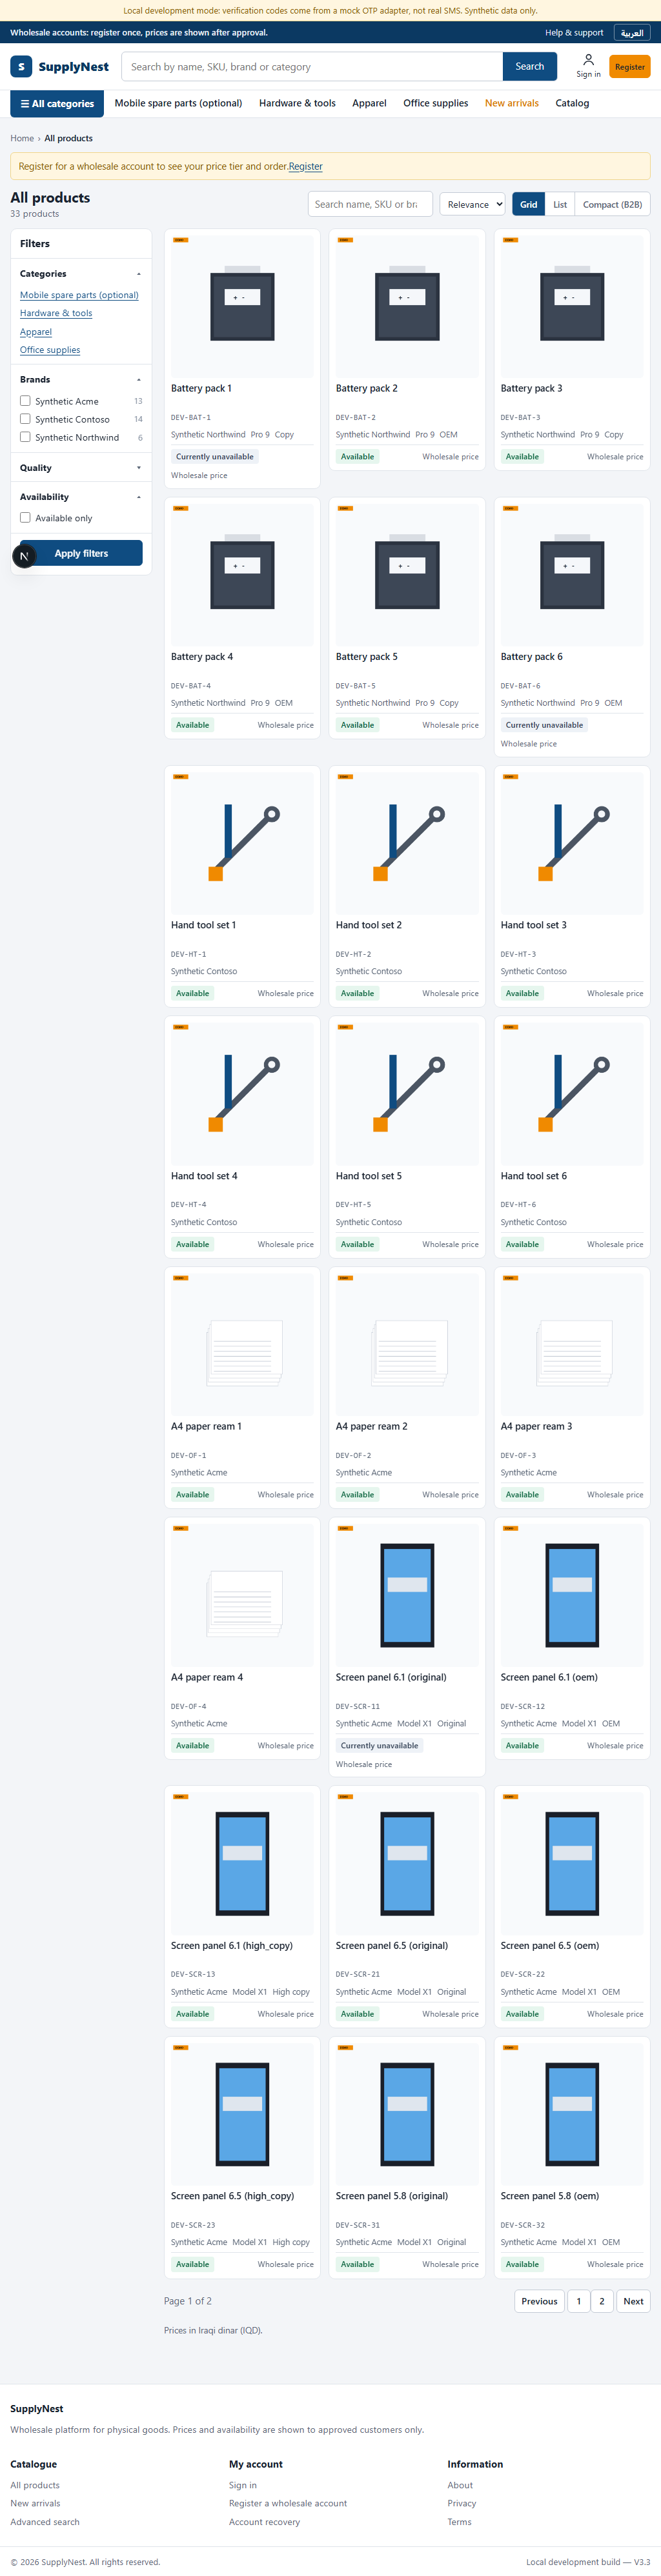 Local development mode: verification codes come from a mock OTP adapter, not real SMS. Synthetic data only.
Wholesale accounts: register once, prices are shown after approval.
Help & support
العربية
S SupplyNest
Search by name, SKU, brand or category
Search
Sign in
Register
☰ All categories
Mobile spare parts (optional)
Hardware & tools
Apparel
Office supplies
New arrivals
Catalog
Home › All products
Register for a wholesale account to see your price tier and order.Register
All products
33 products
Search name, SKU or bra
Relevance
Grid
List
Compact (B2B)
Filters
Categories
Mobile spare parts (optional)
Hardware & tools
Apparel
Office supplies
Brands
Synthetic Acme 13
Synthetic Contoso 14
Synthetic Northwind 6
Quality
Availability
Available only
Apply filters
N
+ -
Battery pack 1
DEV-BAT-1
Synthetic Northwind Pro 9 Copy
Currently unavailable
Wholesale price
+ -
Battery pack 2
DEV-BAT-2
Synthetic Northwind Pro 9 OEM
Available Wholesale price
+ -
Battery pack 3
DEV-BAT-3
Synthetic Northwind Pro 9 Copy
Available Wholesale price
+ -
Battery pack 4
DEV-BAT-4
Synthetic Northwind Pro 9 OEM
Available Wholesale price
+ -
Battery pack 5
DEV-BAT-5
Synthetic Northwind Pro 9 Copy
Available Wholesale price
+ -
Battery pack 6
DEV-BAT-6
Synthetic Northwind Pro 9 OEM
Currently unavailable
Wholesale price
Hand tool set 1
DEV-HT-1
Synthetic Contoso
Available Wholesale price
Hand tool set 2
DEV-HT-2
Synthetic Contoso
Available Wholesale price
Hand tool set 3
DEV-HT-3
Synthetic Contoso
Available Wholesale price
Hand tool set 4
DEV-HT-4
Synthetic Contoso
Available Wholesale price
Hand tool set 5
DEV-HT-5
Synthetic Contoso
Available Wholesale price
Hand tool set 6
DEV-HT-6
Synthetic Contoso
Available Wholesale price
A4 paper ream 1
DEV-OF-1
Synthetic Acme
Available Wholesale price
A4 paper ream 2
DEV-OF-2
Synthetic Acme
Available Wholesale price
A4 paper ream 3
DEV-OF-3
Synthetic Acme
Available Wholesale price
A4 paper ream 4
DEV-OF-4
Synthetic Acme
Available Wholesale price
Screen panel 6.1 (original)
DEV-SCR-11
Synthetic Acme Model X1 Original
Currently unavailable
Wholesale price
Screen panel 6.1 (oem)
DEV-SCR-12
Synthetic Acme Model X1 OEM
Available Wholesale price
Screen panel 6.1 (high_copy)
DEV-SCR-13
Synthetic Acme Model X1 High copy
Available Wholesale price
Screen panel 6.5 (original)
DEV-SCR-21
Synthetic Acme Model X1 Original
Available Wholesale price
Screen panel 6.5 (oem)
DEV-SCR-22
Synthetic Acme Model X1 OEM
Available Wholesale price
Screen panel 6.5 (high_copy)
DEV-SCR-23
Synthetic Acme Model X1 High copy
Available Wholesale price
Screen panel 5.8 (original)
DEV-SCR-31
Synthetic Acme Model X1 Original
Available Wholesale price
Screen panel 5.8 (oem)
DEV-SCR-32
Synthetic Acme Model X1 OEM
Available Wholesale price
Page 1 of 2
Previous 1 2 Next
Prices in Iraqi dinar (IQD).
SupplyNest
Wholesale platform for physical goods. Prices and availability are shown to approved customers only.
Catalogue
All products
New arrivals
Advanced search
My account
Sign in
Register a wholesale account
Account recovery
Information
About
Privacy
Terms
© 2026 SupplyNest. All rights reserved.
Local development build — V3.3